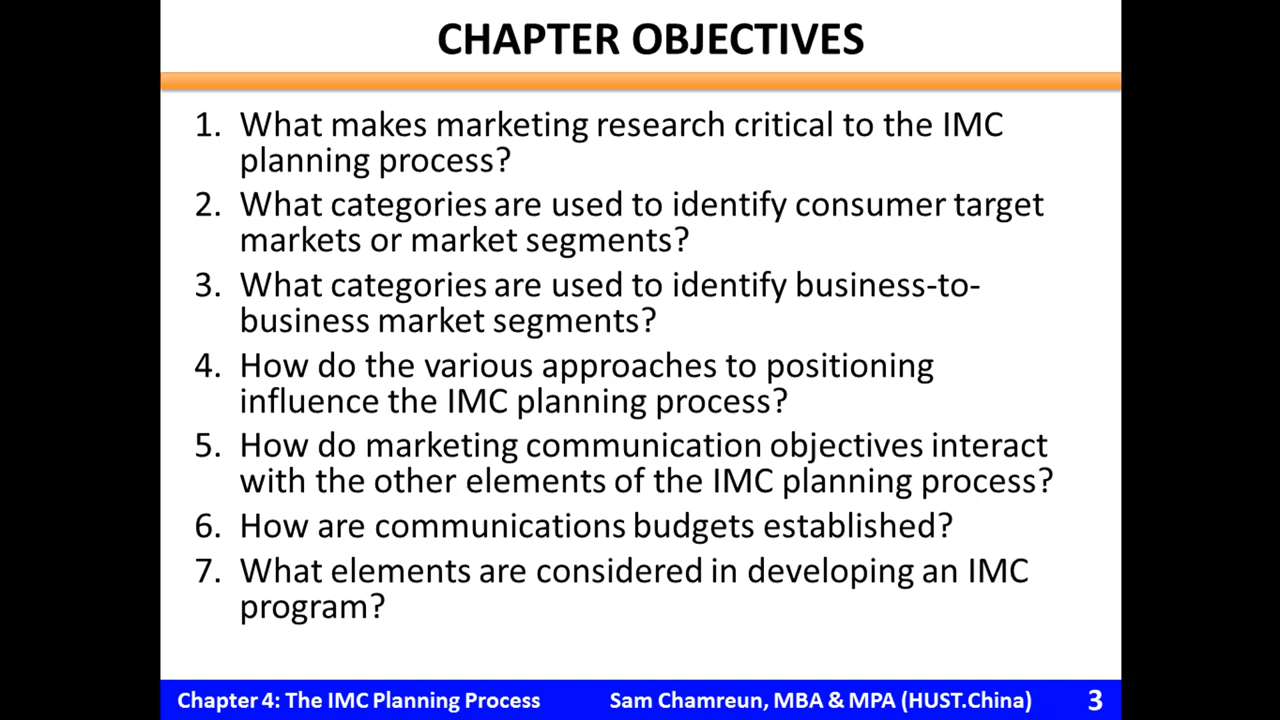 CHAPTER OBJECTIVES
1. What makes marketing research critical to the IMC
planning process?
2. What categories are used to identify consumer target
markets or market segments?
3. What categories are used to identify business-to-
business market segments?
4. How do the various approaches to positioning
influence the IMC planning process?
5. How do marketing communication objectives interact
with the other elements of the IMC planning process?
6. How are communications budgets established?
7. What elements are considered in developing an IMC
program?
Chapter 4: The IMC Planning Process Sam Chamreun, MBA & MPA (HUST.China) 3